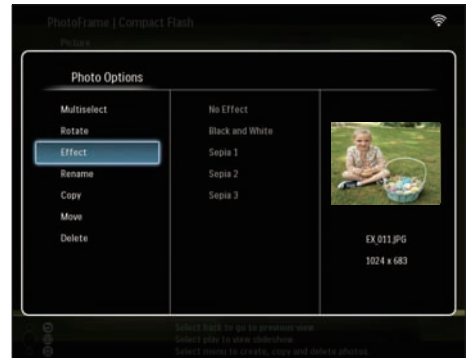 PhotoFrame | Compact Flash
Picture
Photo Options
Multiselect
Rotate
Effect
Rename
Copy
Move
Delete
No Effect
Black and White
Sepia 1
Sepia 2
Sepia 3
EX_011.JPG
1024 x 683
Select Back to go to previous view
Select play to view slideshow
Select menu to create, copy and delete photos